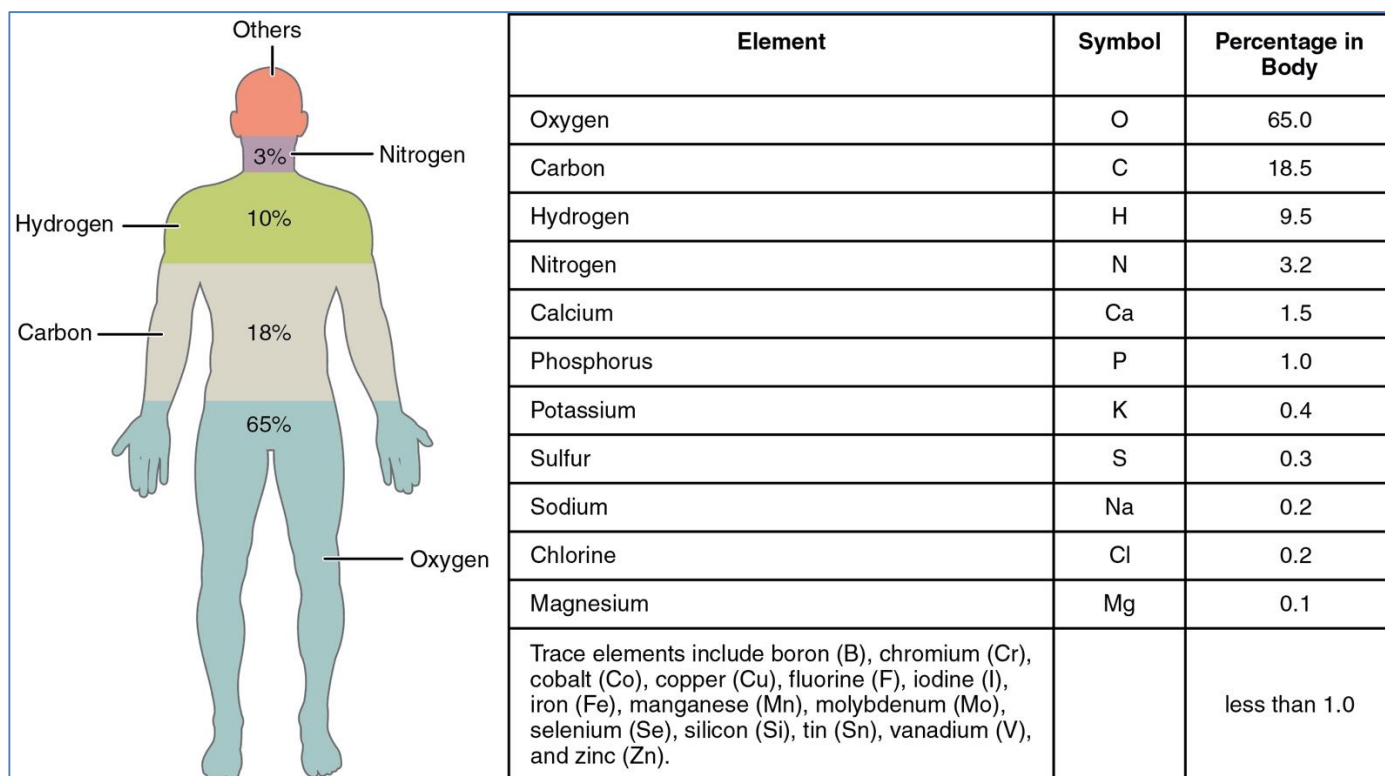 Others
3%
Nitrogen
Hydrogen
10%
Carbon
18%
65%
Oxygen
Element Symbol Percentage in
Body
Oxygen O 65.0
Carbon C 18.5
Hydrogen H 9.5
Nitrogen N 3.2
Calcium Ca 1.5
Phosphorus P 1.0
Potassium K 0.4
Sulfur S 0.3
Sodium Na 0.2
Chlorine Cl 0.2
Magnesium Mg 0.1
Trace elements include boron (B), chromium (Cr),
cobalt (Co), copper (Cu), fluorine (F), iodine (I),
iron (Fe), manganese (Mn), molybdenum (Mo),
selenium (Se), silicon (Si), tin (Sn), vanadium (V),
and zinc (Zn).
less than 1.0